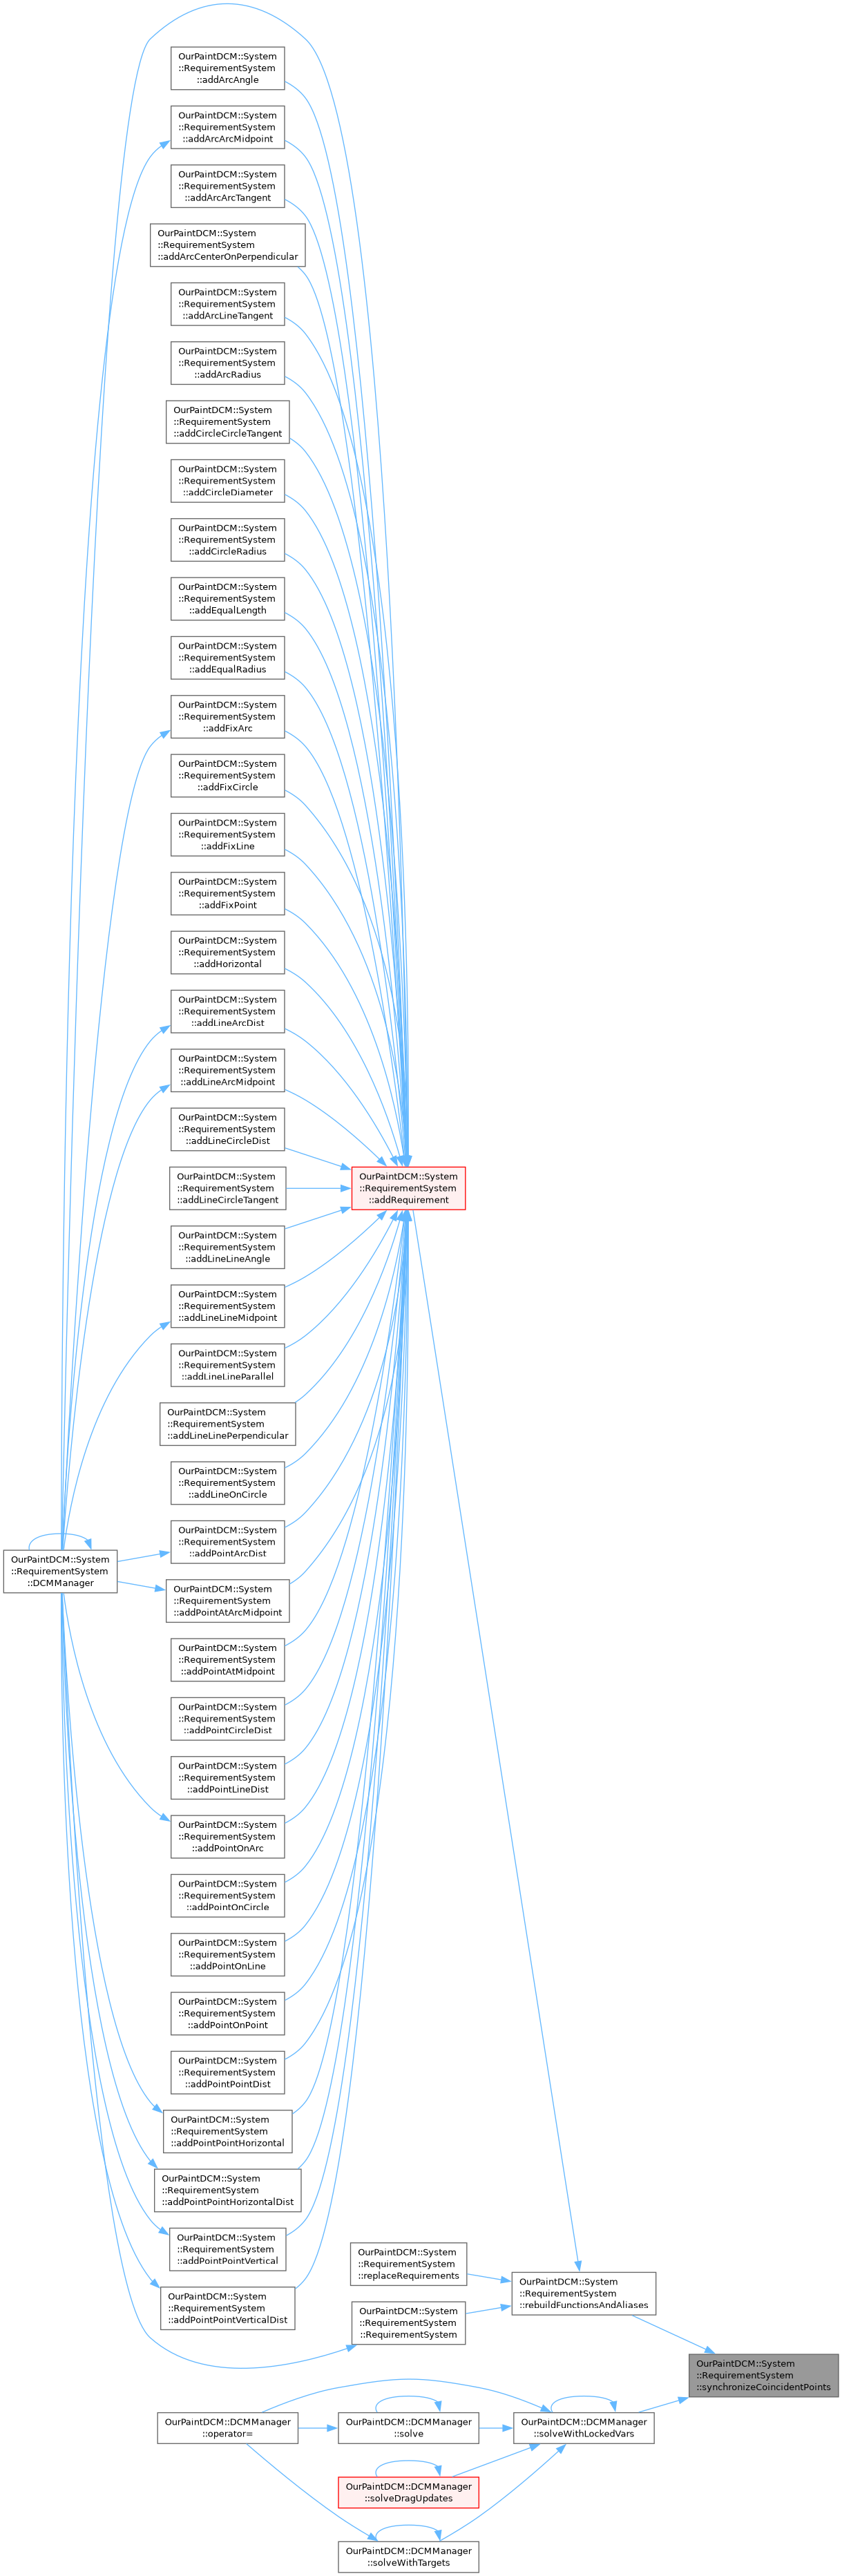 OurPaintDCM::System
::RequirementSystem
::addArcAngle
OurPaintDCM::System
::RequirementSystem
::addArcArcMidpoint
OurPaintDCM::System
::RequirementSystem
::addArcArcTangent
OurPaintDCM::System
::RequirementSystem
::addArcCenterOnPerpendicular
OurPaintDCM::System
::RequirementSystem
::addArcLineTangent
OurPaintDCM::System
::RequirementSystem
::addArcRadius
OurPaintDCM::System
::RequirementSystem
::addCircleCircleTangent
OurPaintDCM::System
::RequirementSystem
::addCircleDiameter
OurPaintDCM::System
::RequirementSystem
::addCircleRadius
OurPaintDCM::System
::RequirementSystem
::addEqualLength
OurPaintDCM::System
::RequirementSystem
::addEqualRadius
OurPaintDCM::System
::RequirementSystem
::addFixArc
OurPaintDCM::System
::RequirementSystem
::addFixCircle
OurPaintDCM::System
::RequirementSystem
::addFixLine
OurPaintDCM::System
::RequirementSystem
::addFixPoint
OurPaintDCM::System
::RequirementSystem
::addHorizontal
OurPaintDCM::System
::RequirementSystem
::addLineArcDist
OurPaintDCM::System
::RequirementSystem
::addLineArcMidpoint
OurPaintDCM::System
::RequirementSystem
::addLineCircleDist
OurPaintDCM::System
::RequirementSystem
::addLineCircleTangent
OurPaintDCM::System
::RequirementSystem
::addRequirement
OurPaintDCM::System
::RequirementSystem
::addLineLineAngle
OurPaintDCM::System
::RequirementSystem
::addLineLineMidpoint
OurPaintDCM::System
::RequirementSystem
::addLineLineParallel
OurPaintDCM::System
::RequirementSystem
::addLineLinePerpendicular
OurPaintDCM::System
::RequirementSystem
::addLineOnCircle
OurPaintDCM::System
::RequirementSystem
::addPointArcDist
OurPaintDCM::System
::RequirementSystem
::DCMManager
OurPaintDCM::System
::RequirementSystem
::addPointAtArcMidpoint
OurPaintDCM::System
::RequirementSystem
::addPointAtMidpoint
OurPaintDCM::System
::RequirementSystem
::addPointCircleDist
OurPaintDCM::System
::RequirementSystem
::addPointLineDist
OurPaintDCM::System
::RequirementSystem
::addPointOnArc
OurPaintDCM::System
::RequirementSystem
::addPointOnCircle
OurPaintDCM::System
::RequirementSystem
::addPointOnLine
OurPaintDCM::System
::RequirementSystem
::addPointOnPoint
OurPaintDCM::System
::RequirementSystem
::addPointPointDist
OurPaintDCM::System
::RequirementSystem
::addPointPointHorizontal
OurPaintDCM::System
::RequirementSystem
::addPointPointHorizontalDist
OurPaintDCM::System
::RequirementSystem
::addPointPointVertical
OurPaintDCM::System
::RequirementSystem
::addPointPointVerticalDist
OurPaintDCM::System
::RequirementSystem
::replaceRequirements
OurPaintDCM::System
::RequirementSystem
::rebuildFunctionsAndAliases
OurPaintDCM::System
::RequirementSystem
::RequirementSystem
OurPaintDCM::System
::RequirementSystem
::synchronizeCoincidentPoints
OurPaintDCM::DCMManager
::operator=
OurPaintDCM::DCMManager
::solve
OurPaintDCM::DCMManager
::solveWithLockedVars
OurPaintDCM::DCMManager
::solveDragUpdates
OurPaintDCM::DCMManager
::solveWithTargets